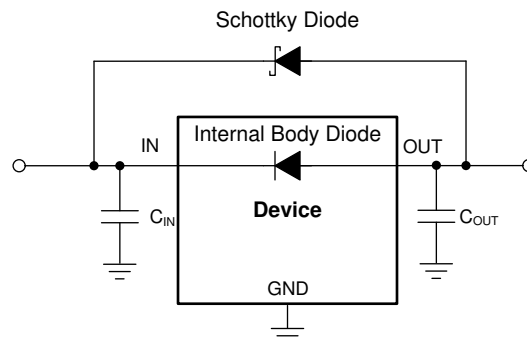 Schottky Diode
Internal Body Diode
IN
OUT
C_IN
Device
C_OUT
GND